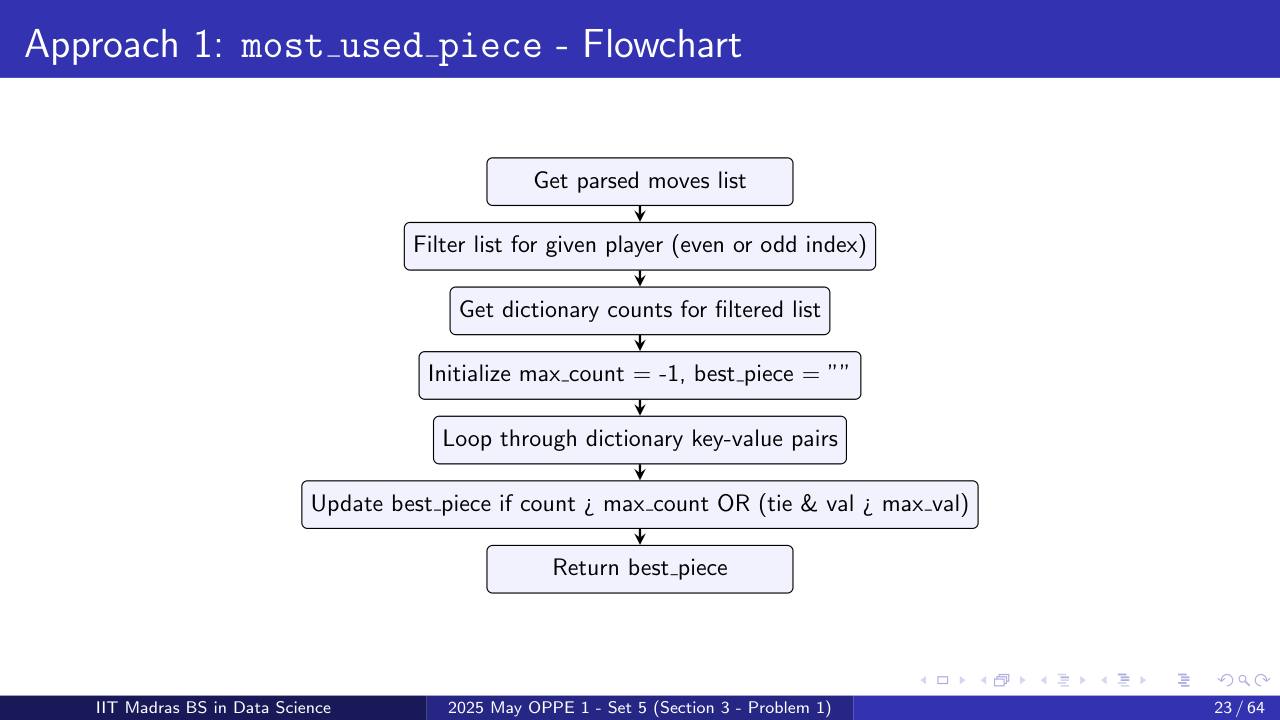 Approach 1: most_used_piece - Flowchart
Get parsed moves list
Filter list for given player (even or odd index)
Get dictionary counts for filtered list
Initialize max_count = -1, best_piece = ””
Loop through dictionary key-value pairs
Update best_piece if count ¿ max_count OR (tie & val ¿ max_val)
Return best_piece
IIT Madras BS in Data Science
2025 May OPPE 1 - Set 5 (Section 3 - Problem 1)
23 / 64